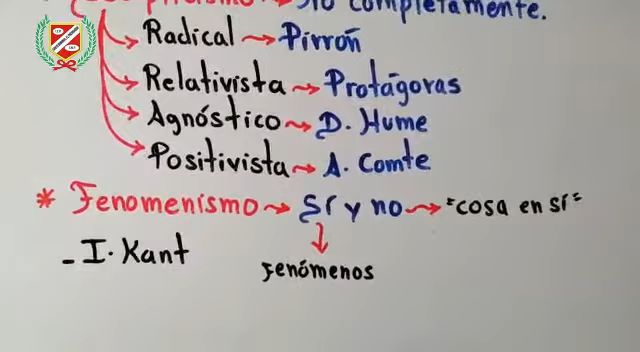 No completamente.
Radical → Pirrón
Relativista → Protágoras
Agnóstico → D. Hume
Positivista → A. Comte
* Fenomenismo → Sí y no → "cosa en sí"
↓
- I. Kant
Fenómenos